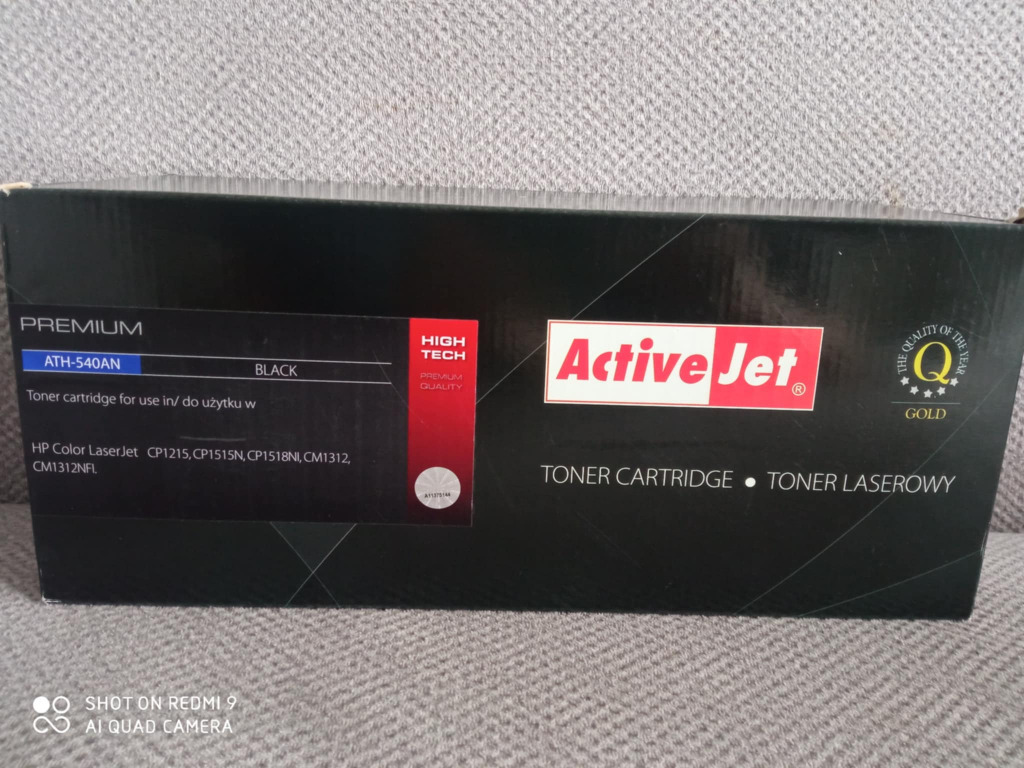 PREMIUM
ATH-540AN
BLACK
Toner cartridge for use in/ do użytku w
HP Color LaserJet CP1215, CP1515N, CP1518NI, CM1312,
CM1312NFI,
HIGH
TECH
PREMIUM
QUALITY
ActiveJet®
TONER CARTRIDGE ● TONER LASEROWY
THE QUALITY OF THE YEAR
Q
GOLD
SHOT ON REDMI 9
AI QUAD CAMERA